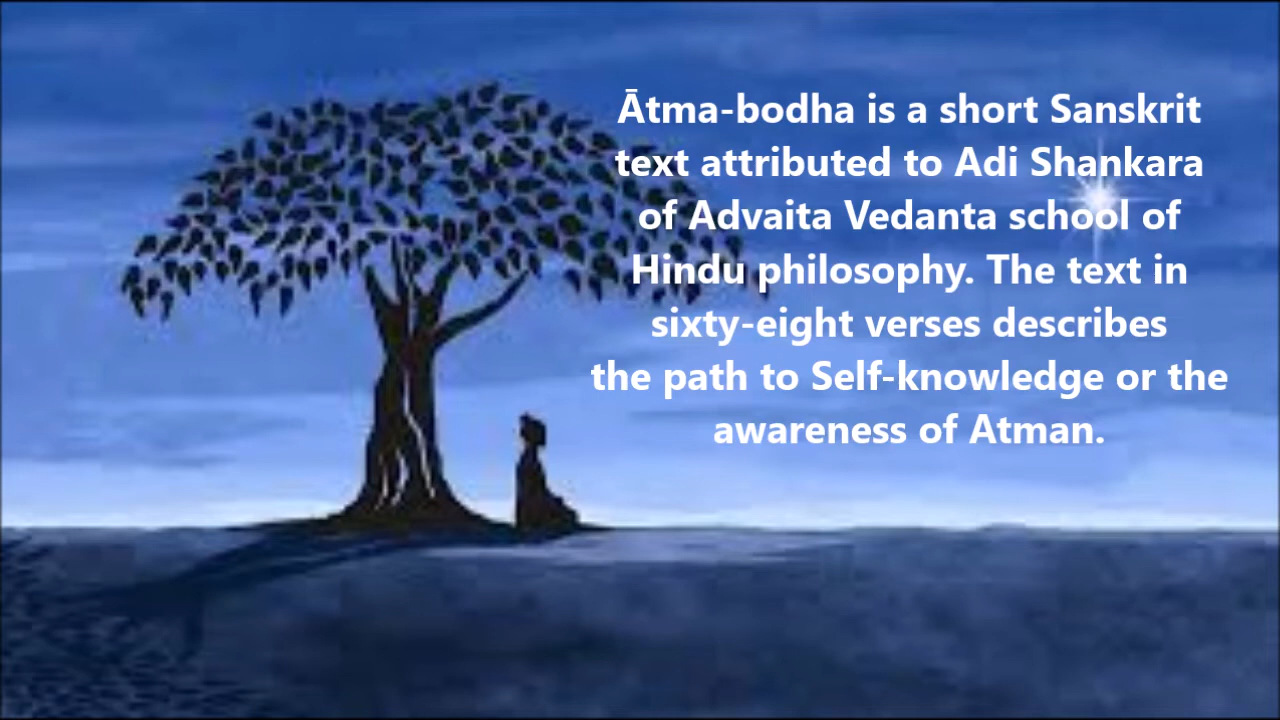 Ātma-bodha is a short Sanskrit
text attributed to Adi Shankara
of Advaita Vedanta school of
Hindu philosophy. The text in
sixty-eight verses describes
the path to Self-knowledge or the
awareness of Atman.